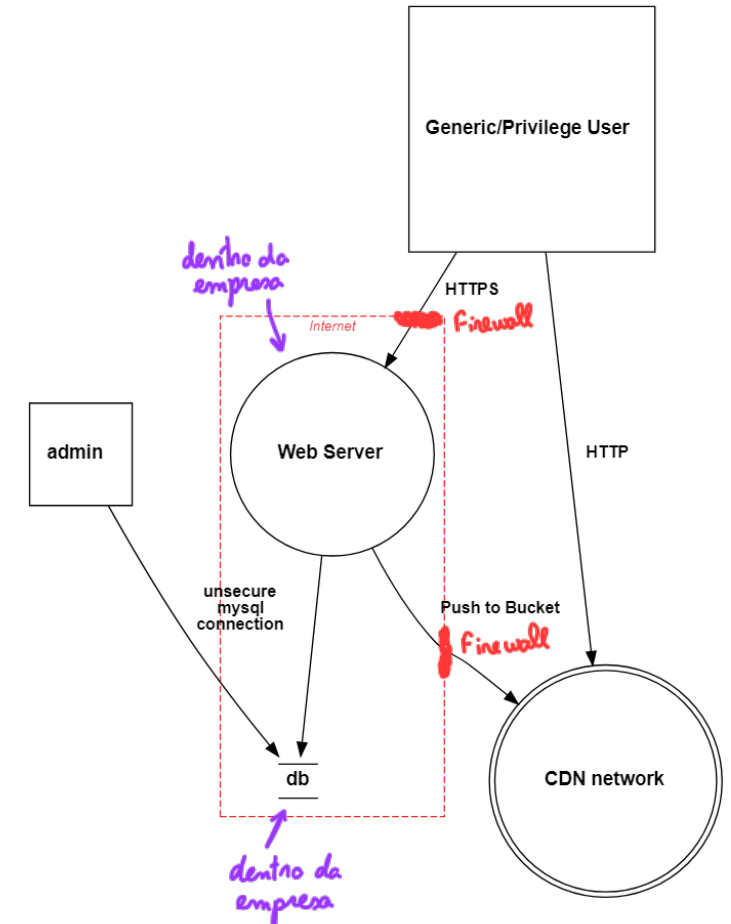 Generic/Privilege User
dentro da
empresa
HTTPS
Internet
Firewall
admin
Web Server
HTTP
unsecure
mysql
connection
Push to Bucket
Firewall
db
CDN network
dentro da
empresa